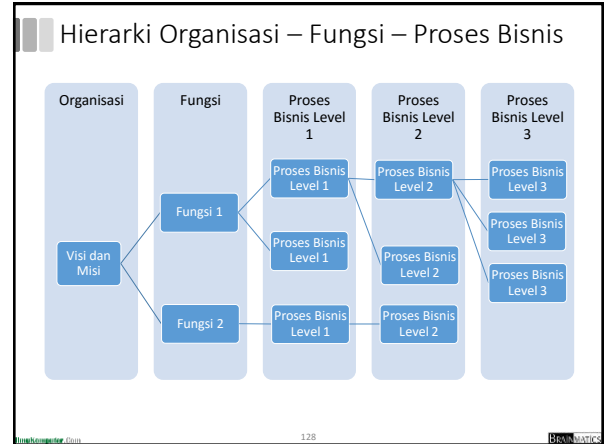 Hierarki Organisasi – Fungsi – Proses Bisnis
Organisasi
Fungsi
Proses
Bisnis Level
1
Proses
Bisnis Level
2
Proses
Bisnis Level
3
Visi dan
Misi
Fungsi 1
Fungsi 2
Proses Bisnis
Level 1
Proses Bisnis
Level 1
Proses Bisnis
Level 1
Proses Bisnis
Level 2
Proses Bisnis
Level 2
Proses Bisnis
Level 2
Proses Bisnis
Level 3
Proses Bisnis
Level 3
Proses Bisnis
Level 3
IlmuKomputer.Com
128
BRAINMATICS